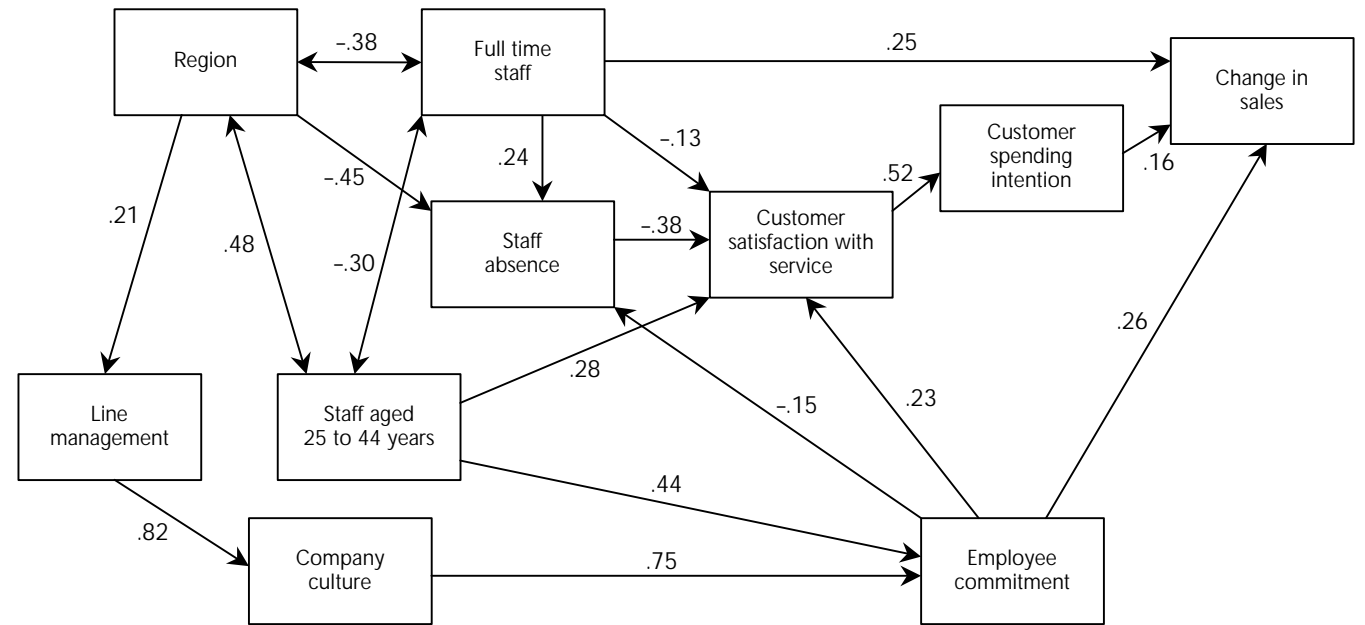 Region
–.38
Full time
staff
.25
Change in
sales
Customer
spending
intention
.16
–.13
.24
.52
–.45
Customer
satisfaction with
service
–.38
Staff
absence
.21
.48
–.30
.26
.28
.23
–.15
Line
management
Staff aged
25 to 44 years
.44
.82
Company
culture
.75
Employee
commitment